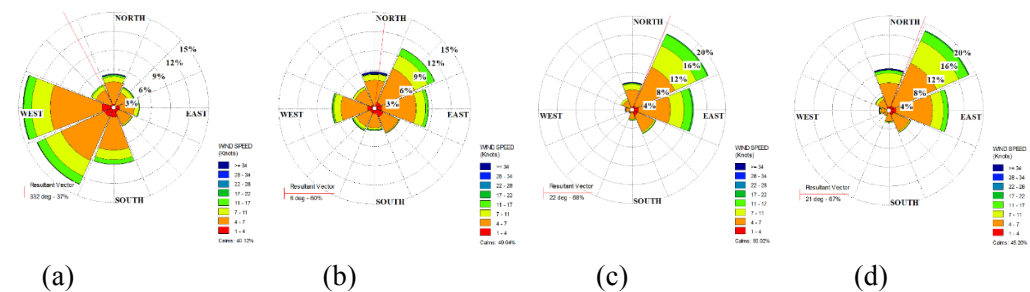 NORTH
15%
12%
9%
6%
3%
WEST
EAST
WIND SPEED
(Knots)
>= 34
28 - 34
22 - 28
17 - 22
11 - 17
7 - 11
4 - 7
1 - 4
Resultant Vector
332 deg - 37%
SOUTH
Calms: 40.12%
(a)
NORTH
15%
12%
9%
6%
3%
WEST
EAST
WIND SPEED
(Knots)
>= 34
28 - 34
22 - 28
17 - 22
11 - 17
7 - 11
4 - 7
1 - 4
Resultant Vector
6 deg - 60%
SOUTH
Calms: 49.84%
(b)
NORTH
20%
16%
12%
8%
4%
WEST
EAST
WIND SPEED
(Knots)
>= 34
28 - 34
22 - 28
17 - 22
11 - 17
7 - 11
4 - 7
1 - 4
Resultant Vector
22 deg - 68%
SOUTH
(c)
NORTH
20%
16%
12%
8%
4%
WEST
EAST
WIND SPEED
(Knots)
>= 34
28 - 34
22 - 28
17 - 22
11 - 17
7 - 11
4 - 7
1 - 4
Resultant Vector
21 deg - 67%
SOUTH
Calms: 45.20%
(d)